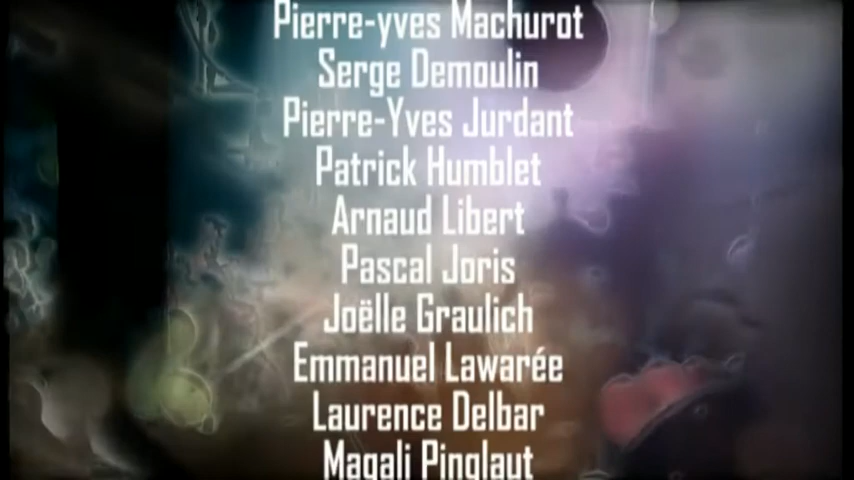 Pierre-yves Machurot
Serge Demoulin
Pierre-Yves Jurdant
Patrick Humblet
Arnaud Libert
Pascal Joris
Joëlle Graulich
Emmanuel Lawarée
Laurence Delbar
Magali Pinglaut